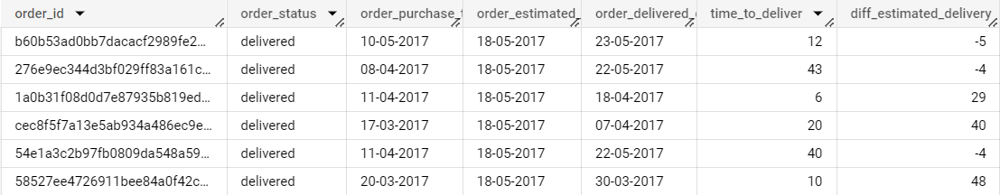 order_id order_status order_purchase_ order_estimated_ order_delivered_ time_to_deliver diff_estimated_delivery
b60b53ad0bb7dacacf2989fe2... delivered 10-05-2017 18-05-2017 23-05-2017 12 -5
276e9ec344d3bf029ff83a161c... delivered 08-04-2017 18-05-2017 22-05-2017 43 -4
1a0b31f08d0d7e87935b819ed... delivered 11-04-2017 18-05-2017 18-04-2017 6 29
cec8f5f7a13e5ab934a486ec9e... delivered 17-03-2017 18-05-2017 07-04-2017 20 40
54e1a3c2b97fb0809da548a59... delivered 11-04-2017 18-05-2017 22-05-2017 40 -4
58527ee4726911bee84a0f42c... delivered 20-03-2017 18-05-2017 30-03-2017 10 48